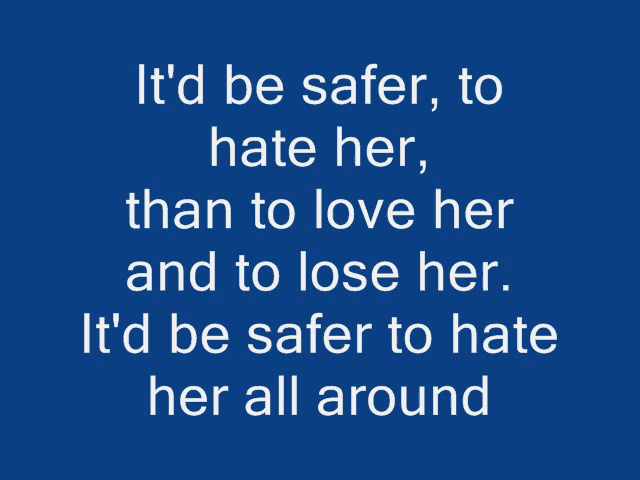 It'd be safer, to
hate her,
than to love her
and to lose her.
It'd be safer to hate
her all around